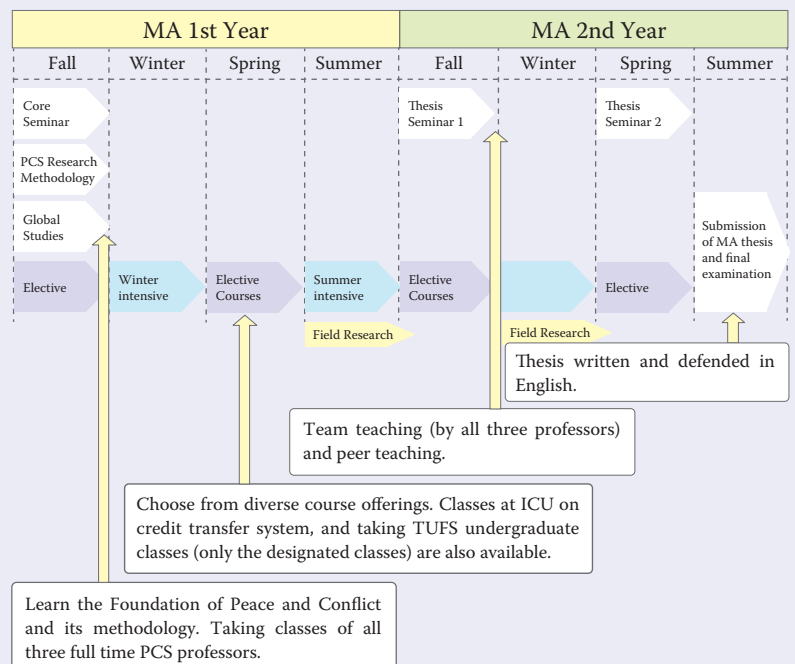 MA 1st Year
MA 2nd Year
Fall
Winter
Spring
Summer
Fall
Winter
Spring
Summer
Core
Seminar
Thesis
Seminar 1
Thesis
Seminar 2
PCS Research
Methodology
Global
Studies
Submission
of MA thesis
and final
examination
Elective
Winter
intensive
Elective
Courses
Summer
intensive
Elective
Courses
Elective
Field Research
Field Research
Thesis written and defended in
English.
Team teaching (by all three professors)
and peer teaching.
Choose from diverse course offerings. Classes at ICU on
credit transfer system, and taking TUFS undergraduate
classes (only the designated classes) are also available.
Learn the Foundation of Peace and Conflict
and its methodology. Taking classes of all
three full time PCS professors.